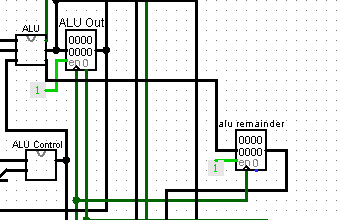 ALU
ALU Out
0000
0000
en 0
1
ALU Control
alu remainder
0000
0000
en 0
1